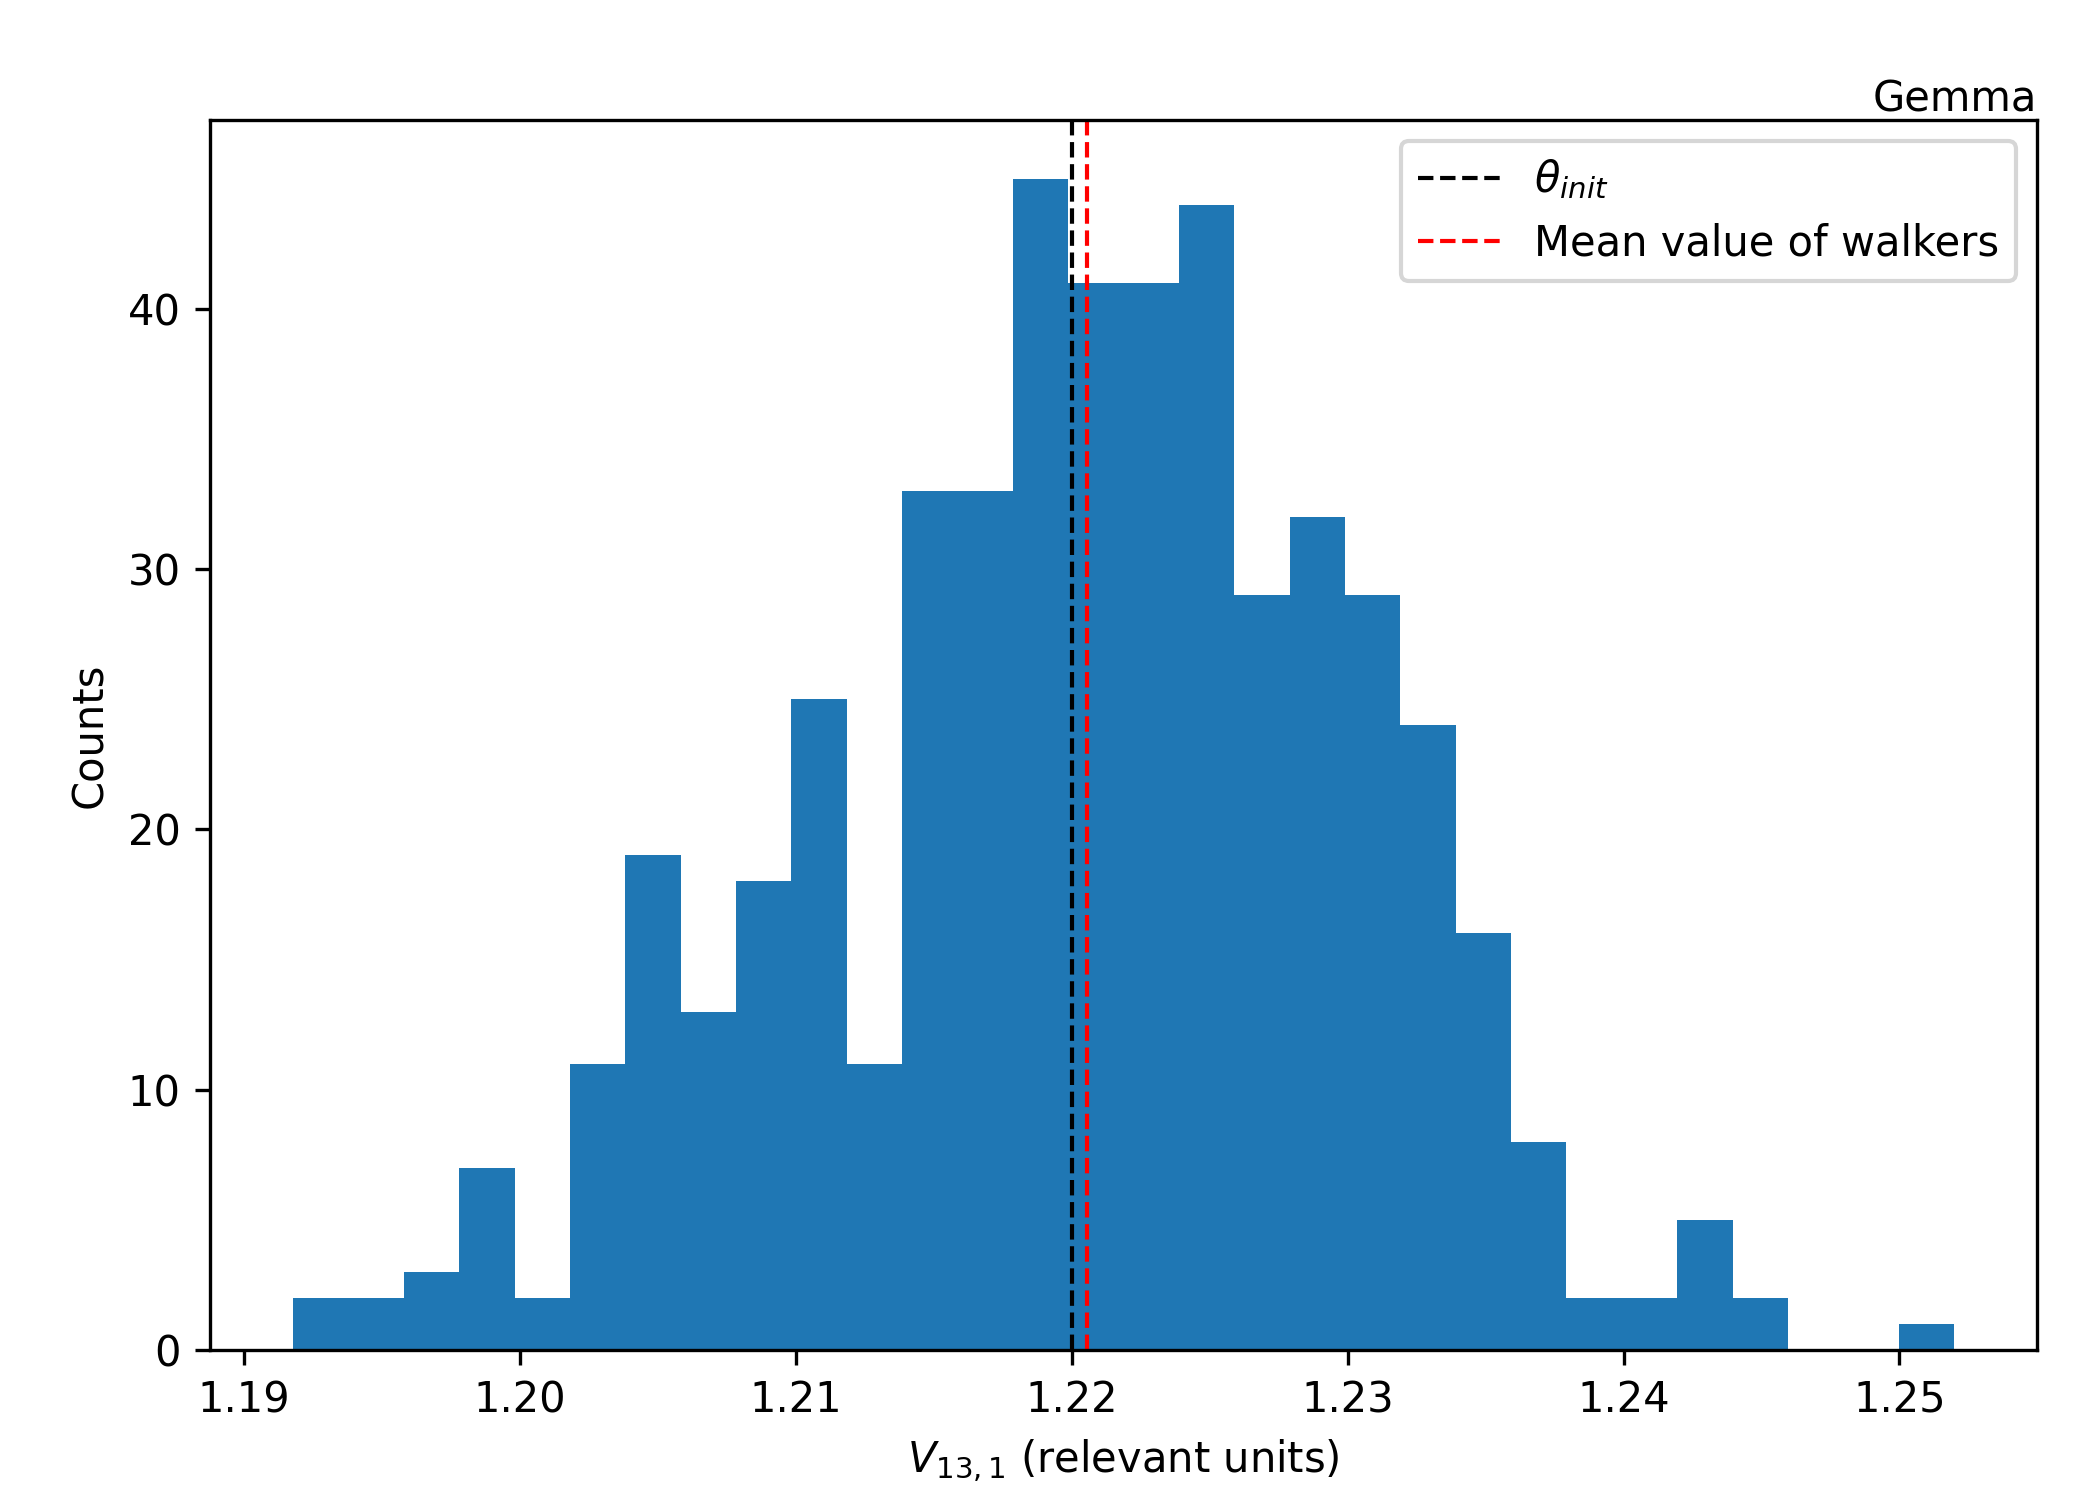 Gemma
θ_init
Mean value of walkers
Counts
40
30
20
10
0
1.19 1.20 1.21 1.22 1.23 1.24 1.25
V_13,1 (relevant units)